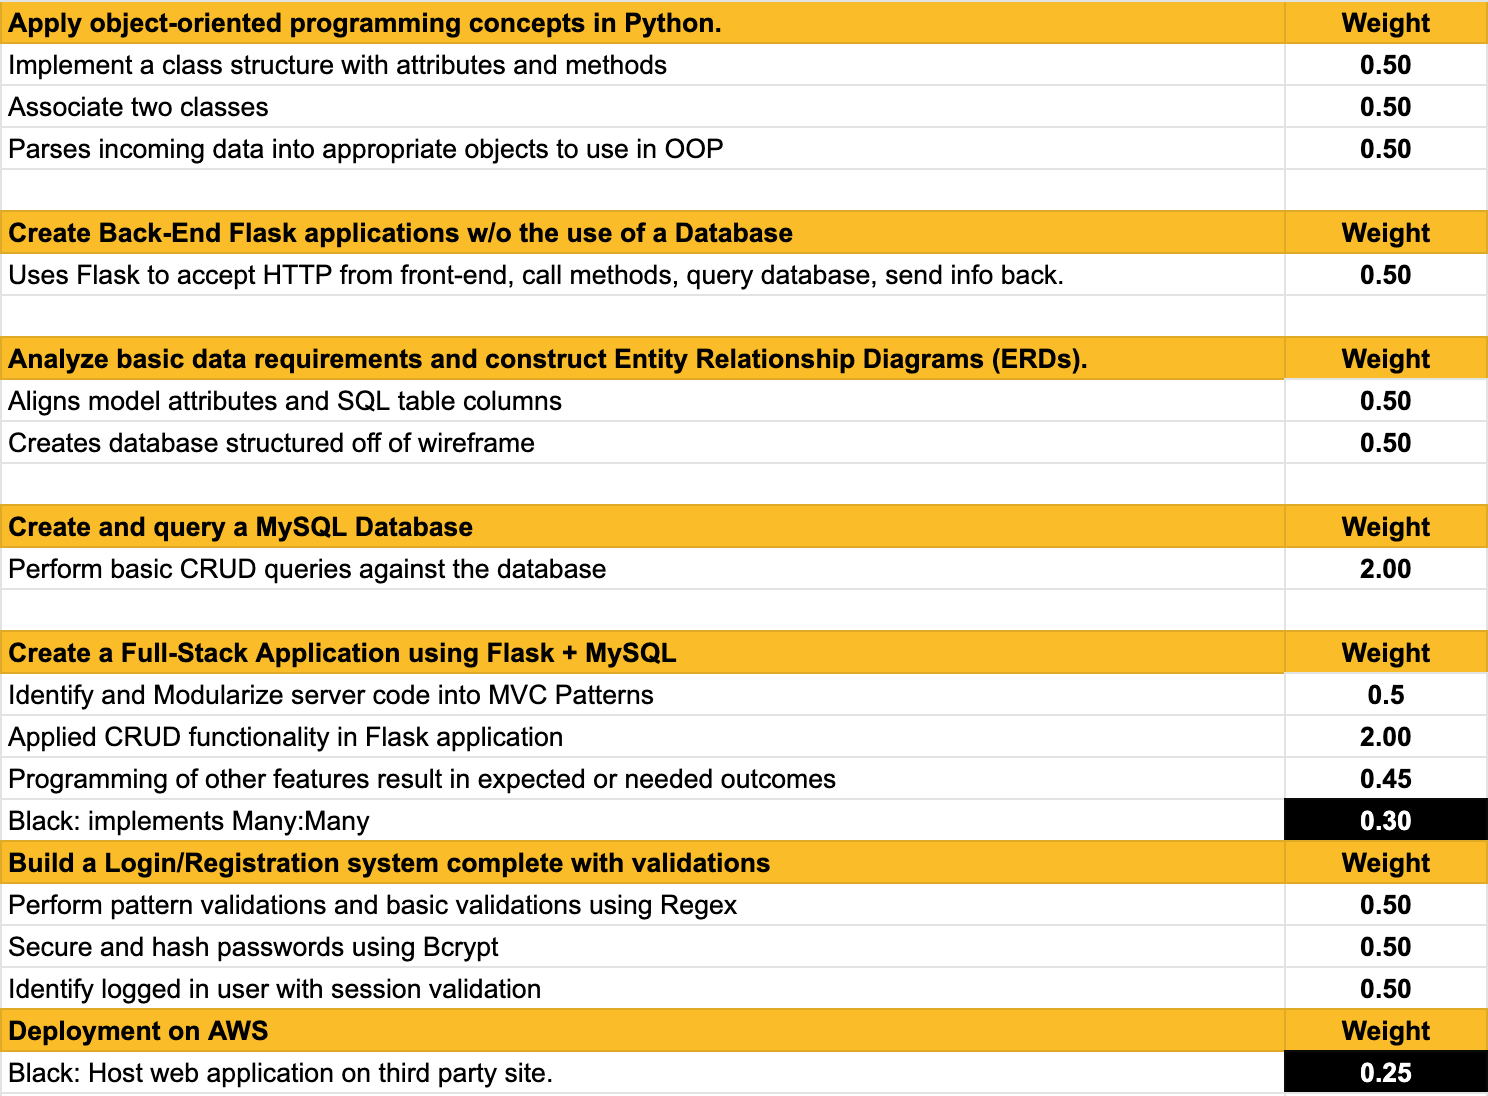 Apply object-oriented programming concepts in Python. Weight
Implement a class structure with attributes and methods 0.50
Associate two classes 0.50
Parses incoming data into appropriate objects to use in OOP 0.50
Create Back-End Flask applications w/o the use of a Database Weight
Uses Flask to accept HTTP from front-end, call methods, query database, send info back. 0.50
Analyze basic data requirements and construct Entity Relationship Diagrams (ERDs). Weight
Aligns model attributes and SQL table columns 0.50
Creates database structured off of wireframe 0.50
Create and query a MySQL Database Weight
Perform basic CRUD queries against the database 2.00
Create a Full-Stack Application using Flask + MySQL Weight
Identify and Modularize server code into MVC Patterns 0.5
Applied CRUD functionality in Flask application 2.00
Programming of other features result in expected or needed outcomes 0.45
Black: implements Many:Many 0.30
Build a Login/Registration system complete with validations Weight
Perform pattern validations and basic validations using Regex 0.50
Secure and hash passwords using Bcrypt 0.50
Identify logged in user with session validation 0.50
Deployment on AWS Weight
Black: Host web application on third party site. 0.25